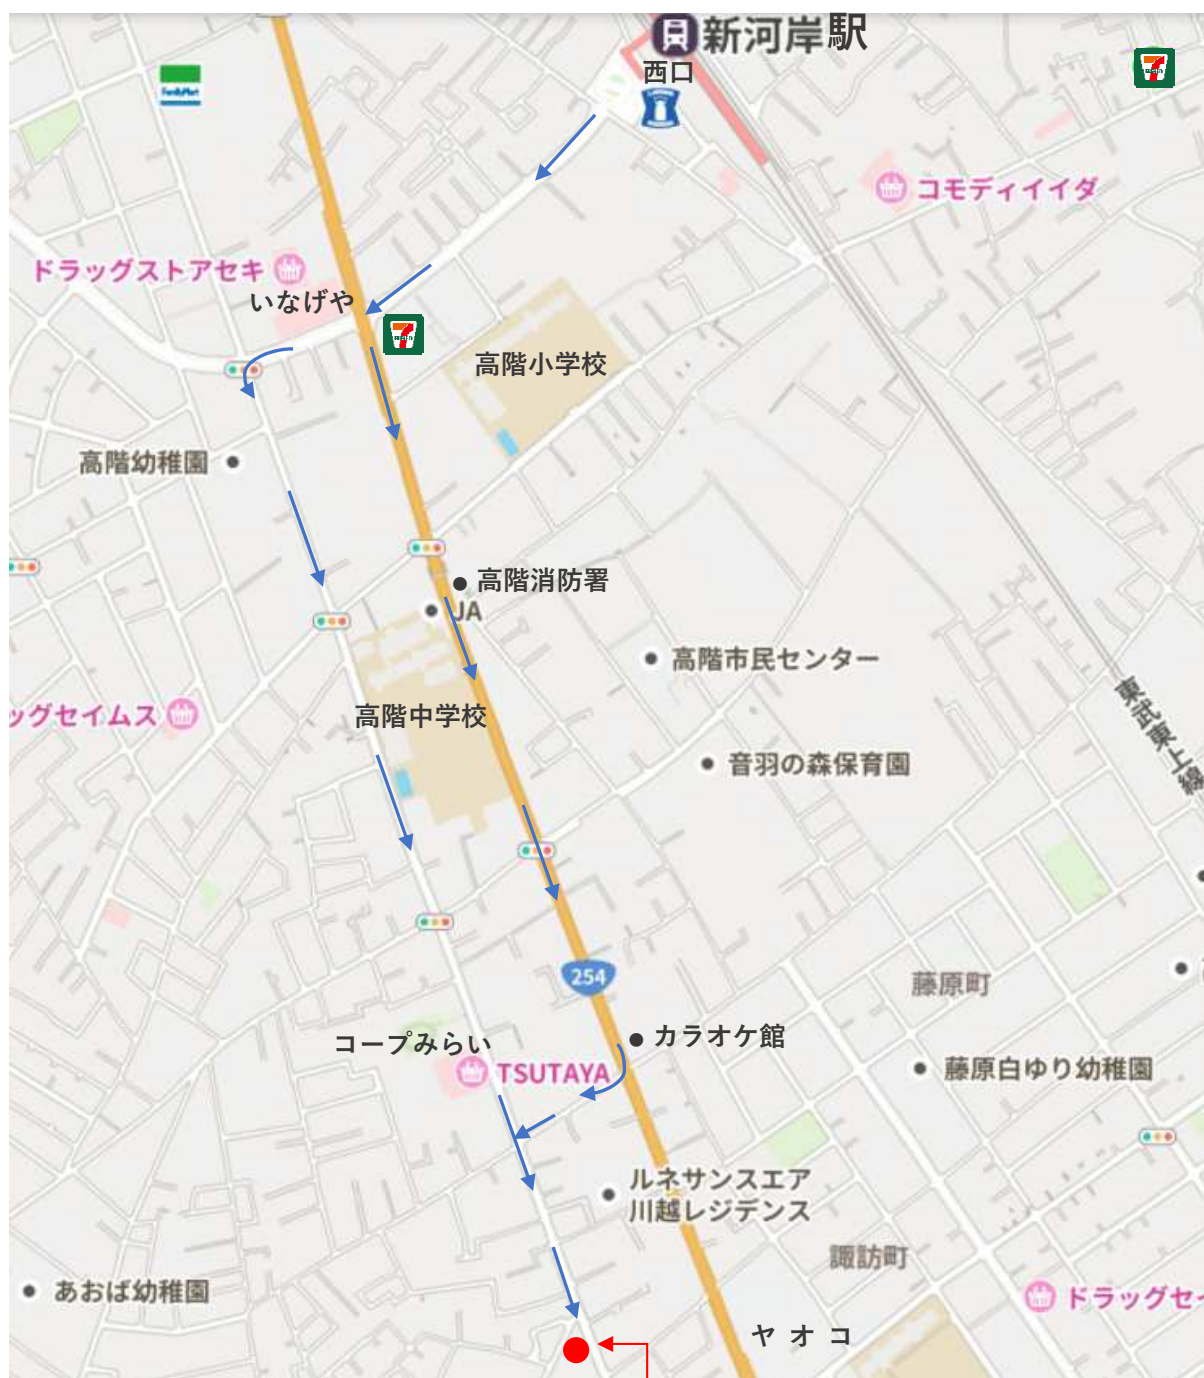 新河岸駅
西口
FamilyMart
コモディイイダ
ドラッグストアセキ
いなげや
高階小学校
高階幼稚園
高階消防署
JA
高階市民センター
ッグセイムス
高階中学校
東武東上線
音羽の森保育園
254
藤原町
カラオケ館
コープみらい
TSUTAYA
藤原白ゆり幼稚園
ルネサンスエア
川越レジデンス
諏訪町
あおば幼稚園
ドラッグセイ
ヤオコ